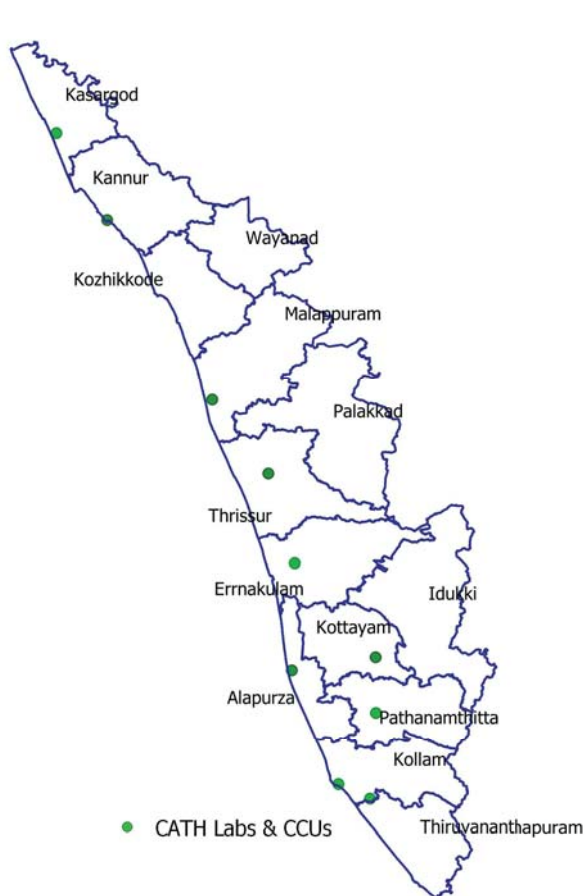 Kasargod
Kannur
Wayanad
Kozhikkode
Malappuram
Palakkad
Thrissur
Errnakulam
Idukki
Kottayam
Alapurza
Pathanamthitta
Kollam
CATH Labs & CCUs
Thiruvananthapuram